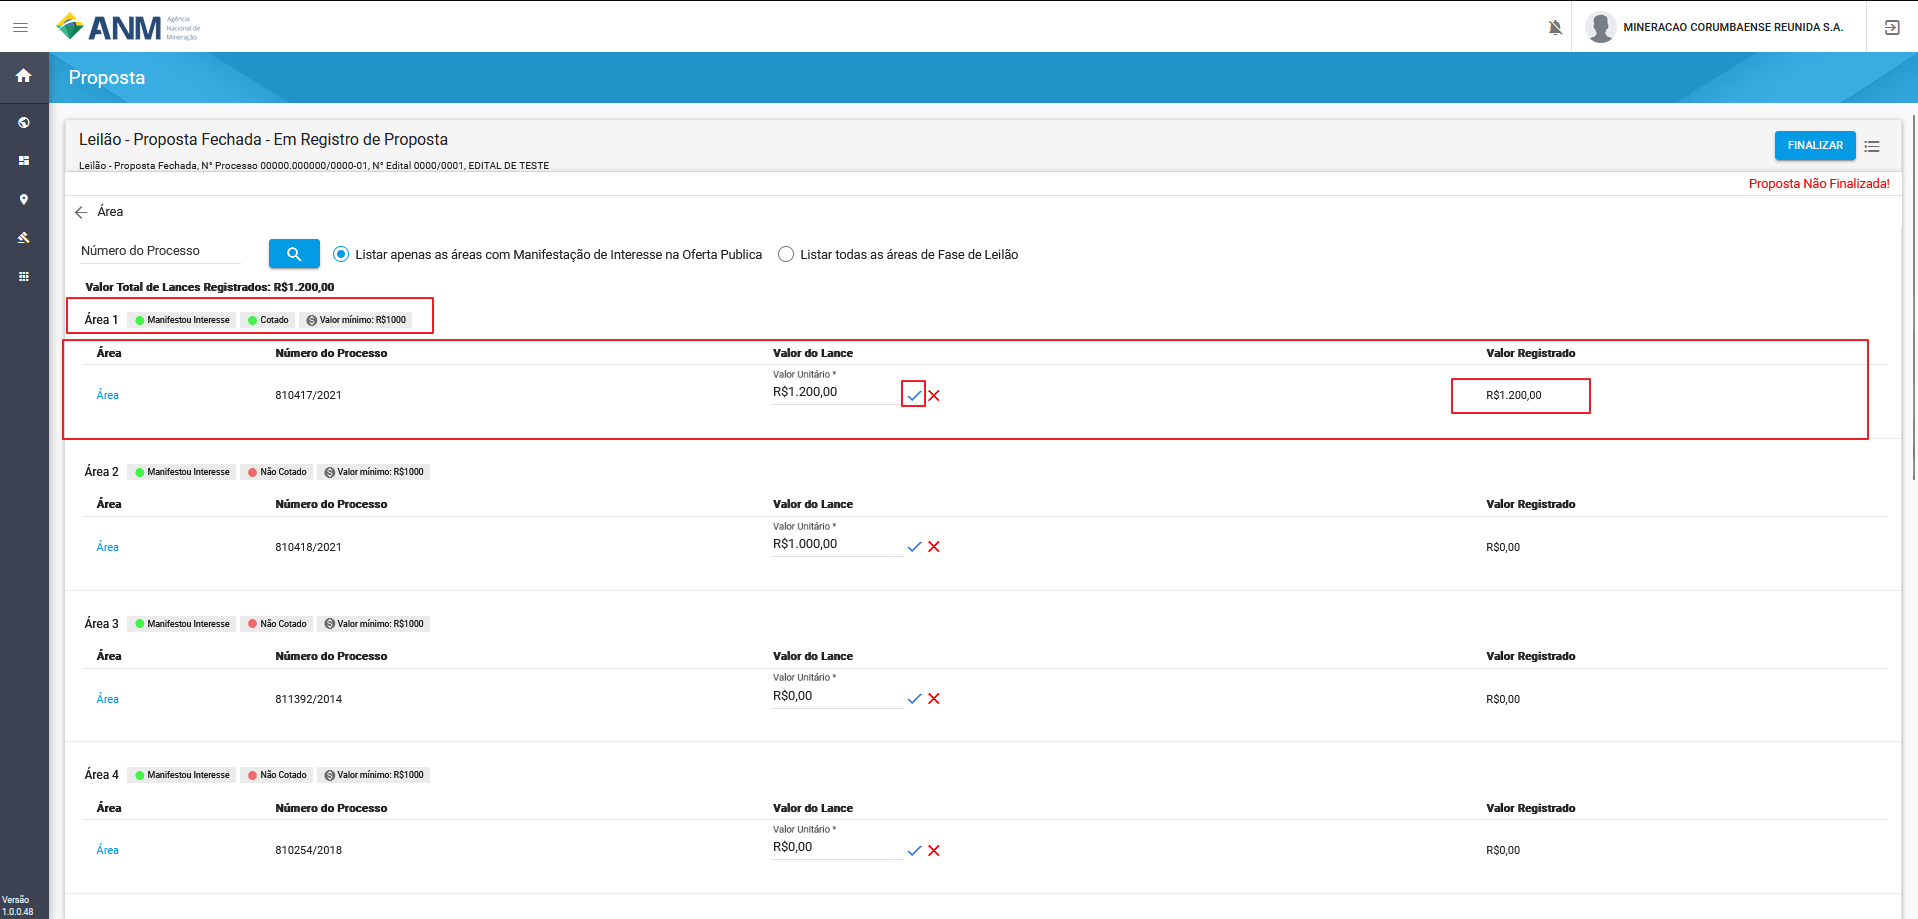 ANM Agência
Nacional de
Mineração
MINERACAO CORUMBAENSE REUNIDA S.A.
Proposta
Leilão - Proposta Fechada - Em Registro de Proposta
FINALIZAR
Leilão - Proposta Fechada, N° Processo 00000.000000/0000-01, N° Edital 0000/0001, EDITAL DE TESTE
Proposta Não Finalizada!
Área
Número do Processo
Listar apenas as áreas com Manifestação de Interesse na Oferta Publica
Listar todas as áreas de Fase de Leilão
Valor Total de Lances Registrados: R$1.200,00
Área 1 Manifestou Interesse Cotado Valor mínimo: R$1000
Área Número do Processo Valor do Lance Valor Registrado
Valor Unitário *
Área 810417/2021 R$1.200,00 R$1.200,00
Área 2 Manifestou Interesse Não Cotado Valor mínimo: R$1000
Área Número do Processo Valor do Lance Valor Registrado
Valor Unitário *
Área 810418/2021 R$1.000,00 R$0,00
Área 3 Manifestou Interesse Não Cotado Valor mínimo: R$1000
Área Número do Processo Valor do Lance Valor Registrado
Valor Unitário *
Área 811392/2014 R$0,00 R$0,00
Área 4 Manifestou Interesse Não Cotado Valor mínimo: R$1000
Área Número do Processo Valor do Lance Valor Registrado
Valor Unitário *
Área 810254/2018 R$0,00 R$0,00
Versão
1.0.0.48